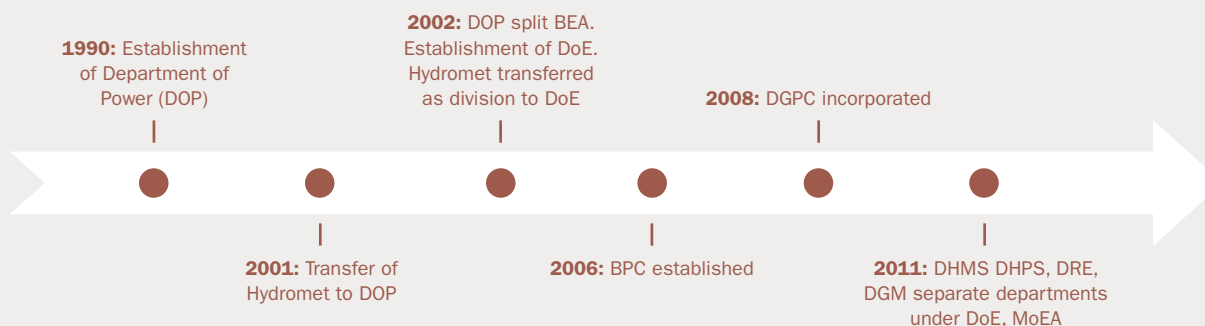 1990: Establishment
of Department of
Power (DOP)
2001: Transfer of
Hydromet to DOP
2002: DOP split BEA.
Establishment of DoE.
Hydromet transferred
as division to DoE
2006: BPC established
2008: DGPC incorporated
2011: DHMS DHPS, DRE,
DGM separate departments
under DoE, MoEA